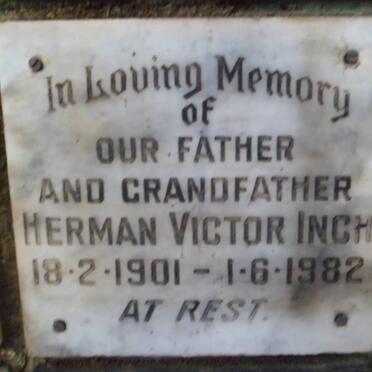 In Loving Memory
of
OUR FATHER
AND GRANDFATHER
HERMAN VICTOR INCH
18·2·1901 – 1·6·1982
AT REST.